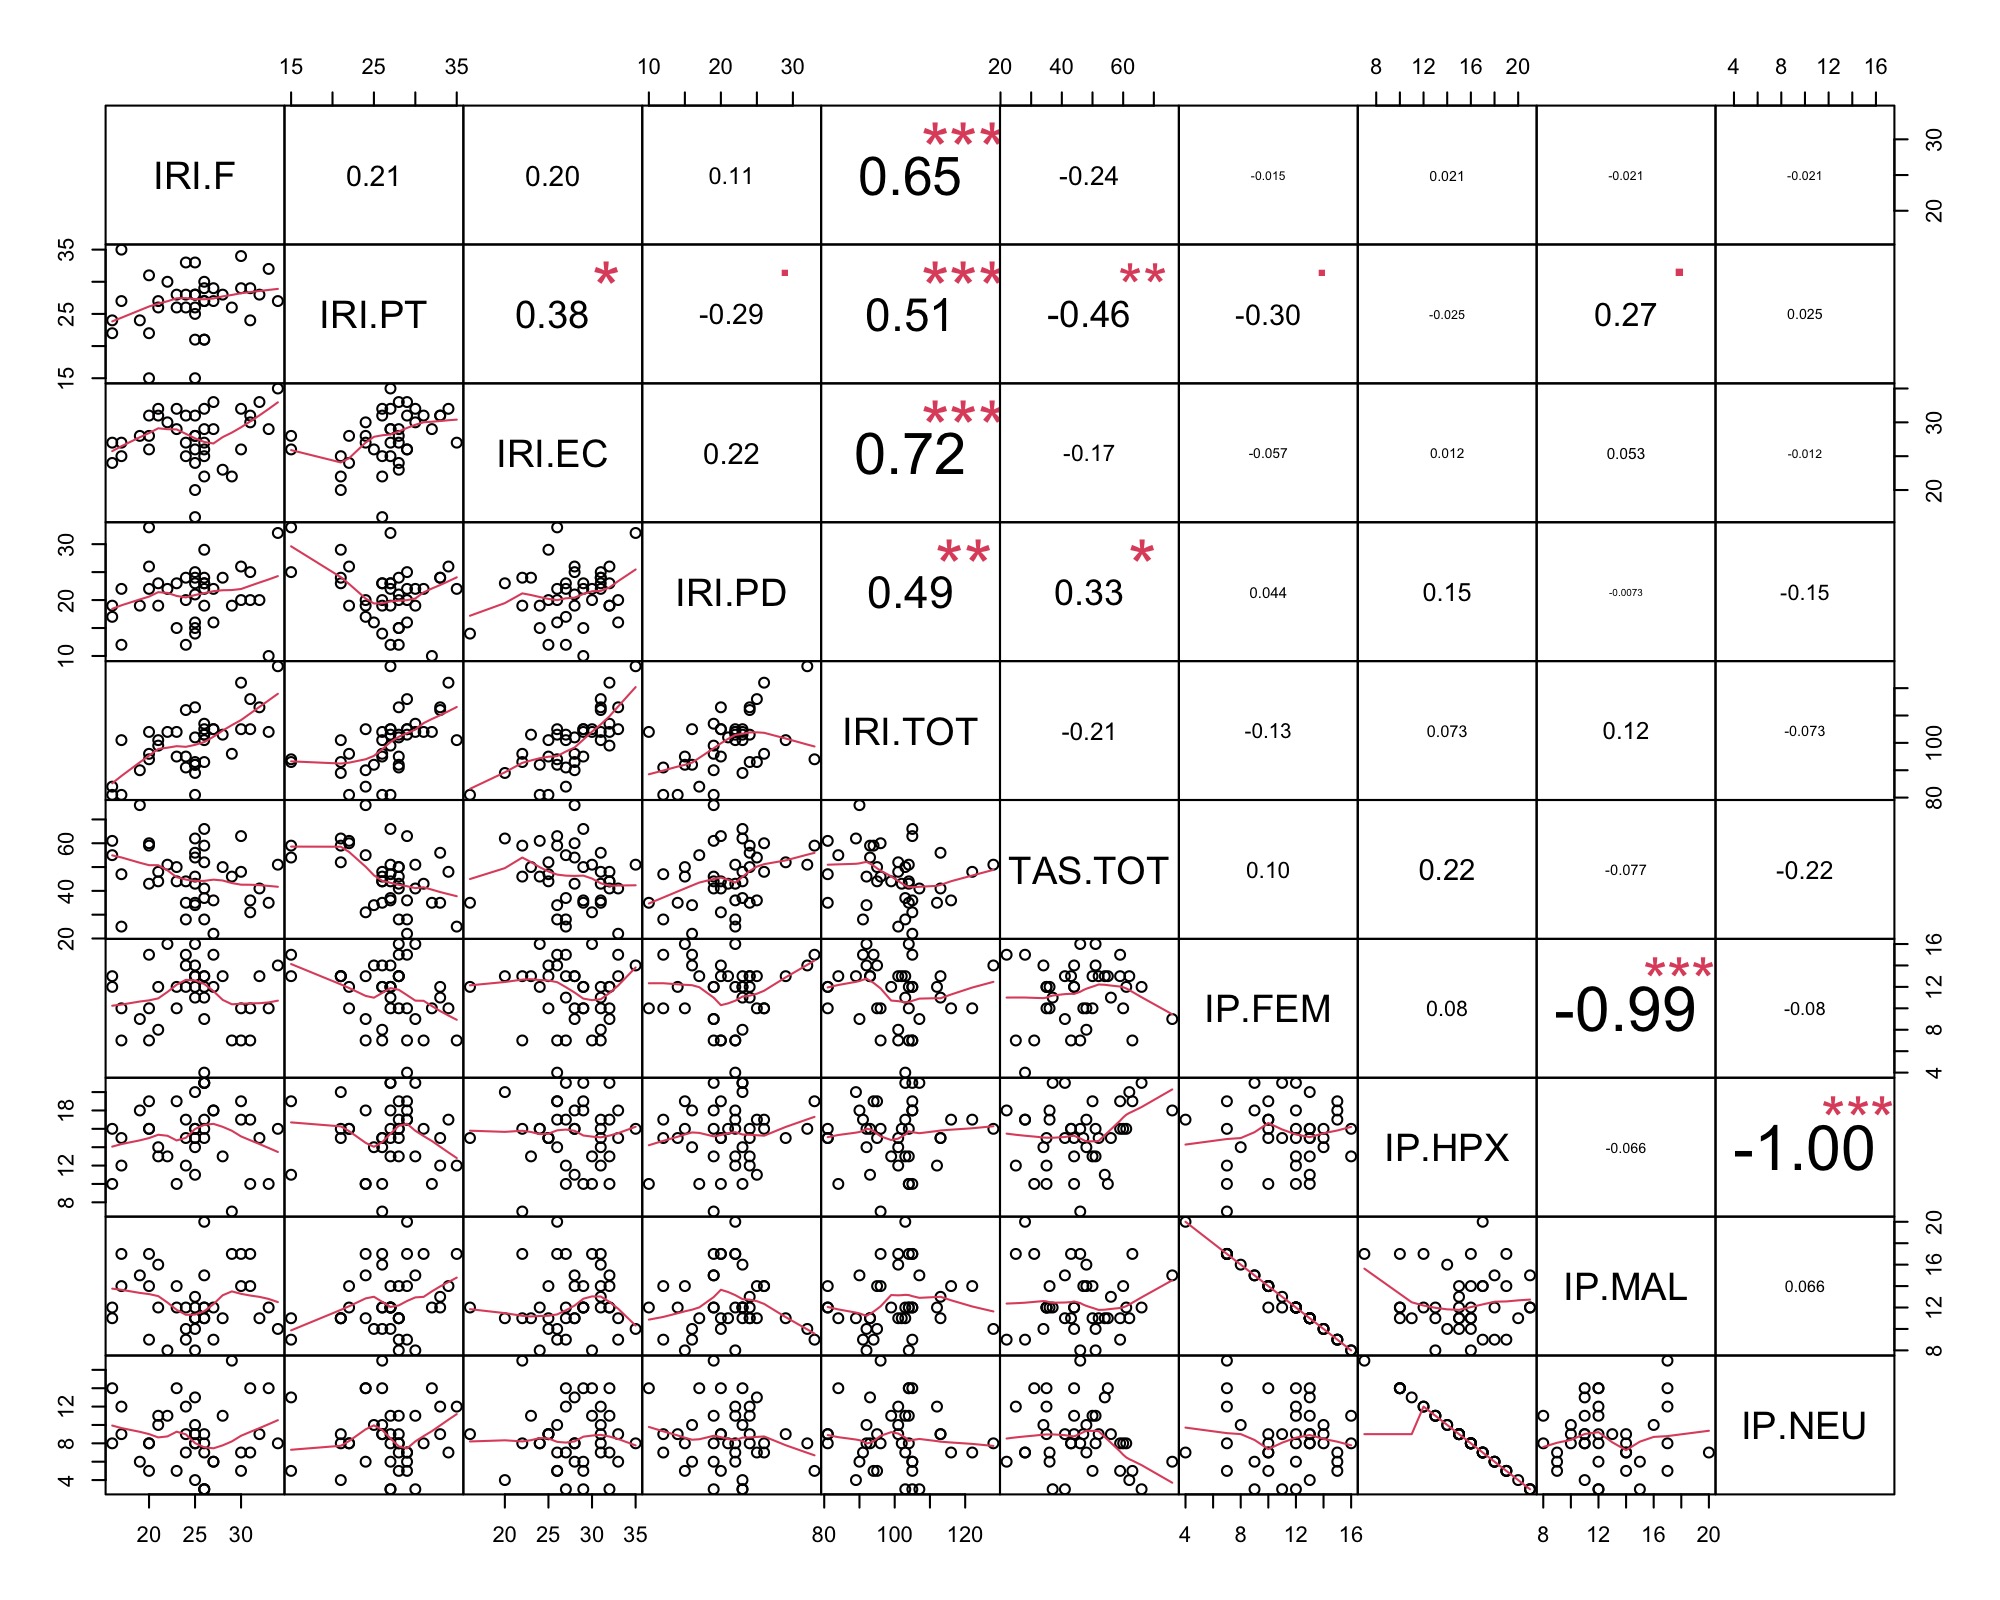 15 25 35 10 20 30 20 40 60 8 12 16 20 4 8 12 16
***
IRI.F 0.21 0.20 0.11 0.65 -0.24 -0.015 0.021 -0.021 -0.021
20 30
* . *** ** . .
IRI.PT 0.38 -0.29 0.51 -0.46 -0.30 -0.025 0.27 0.025
15 25 35
***
IRI.EC 0.22 0.72 -0.17 -0.057 0.012 0.053 -0.012
20 30
** *
IRI.PD 0.49 0.33 0.044 0.15 -0.0073 -0.15
10 20 30
IRI.TOT -0.21 -0.13 0.073 0.12 -0.073
80 100
TAS.TOT 0.10 0.22 -0.077 -0.22
20 40 60
***
IP.FEM 0.08 -0.99 -0.08
4 8 12 16
***
IP.HPX -0.066 -1.00
8 12 18
IP.MAL 0.066
8 12 16 20
IP.NEU
4 8 12
20 25 30 20 25 30 35 80 100 120 4 8 12 16 8 12 16 20